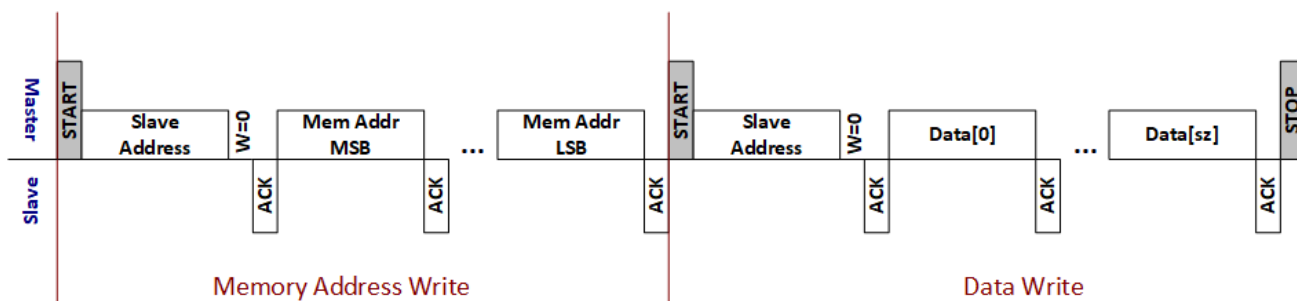 Master
START
Slave
Address
W=0
Mem Addr
MSB
...
Mem Addr
LSB
START
Slave
Address
W=0
Data[0]
...
Data[sz]
STOP
Slave
ACK
ACK
ACK
ACK
ACK
ACK
Memory Address Write
Data Write